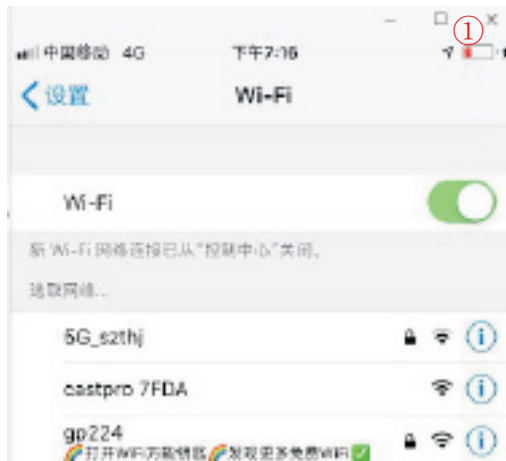 ①
中国移动 4G 下午7:16
设置 Wi-Fi
Wi-Fi
新 Wi-Fi 网络连接已从“控制中心”关闭。
选取网络...
5G_szthj
eastpro 7FDA
gp224
🌈打开WiFi万能钥匙🌈发现更多免费WiFi✅